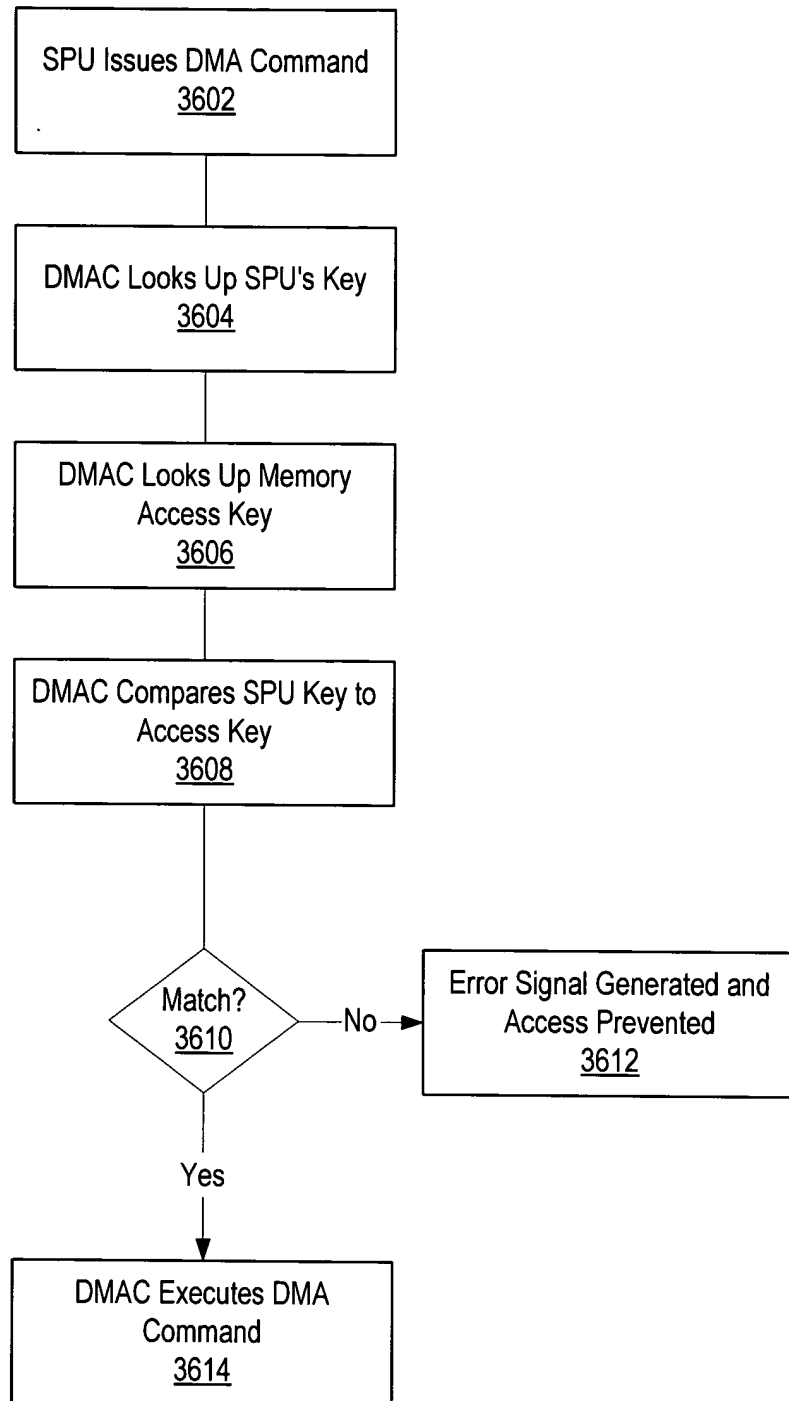 SPU Issues DMA Command
3602
DMAC Looks Up SPU's Key
3604
DMAC Looks Up Memory
Access Key
3606
DMAC Compares SPU Key to
Access Key
3608
Match?
3610
No
Error Signal Generated and
Access Prevented
3612
Yes
DMAC Executes DMA
Command
3614